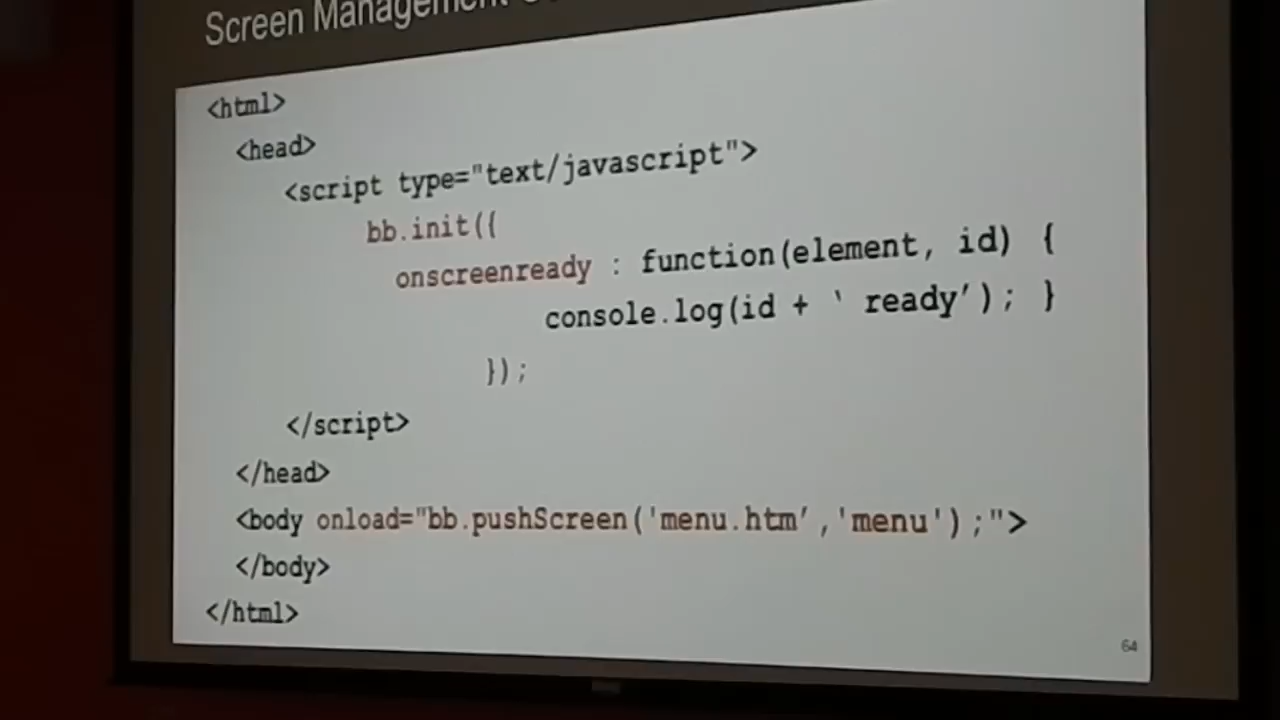 Screen Management
<html>
<head>
<script type="text/javascript">
bb.init({
onscreenready : function(element, id) {
console.log(id + ‘ ready’); }
});
</script>
</head>
<body onload="bb.pushScreen('menu.htm’,'menu');">
</body>
</html>
64